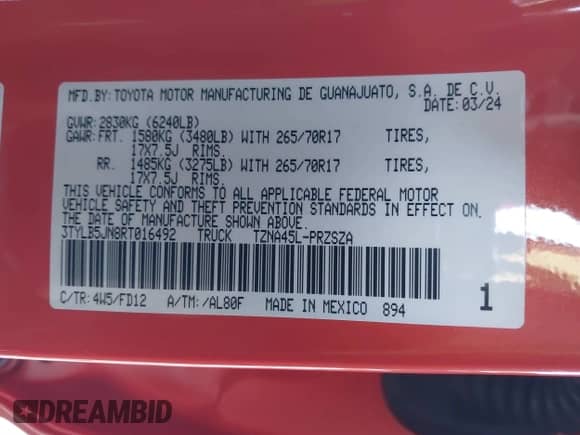 MFD.BY: TOYOTA MOTOR MANUFACTURING DE GUANAJUATO, S.A. DE C.V.
DATE: 03/24
GVWR: 2830KG (6240LB)
GAWR: FRT. 1580KG (3480LB) WITH 265/70R17 TIRES,
17X7.5J RIMS.
RR. 1485KG (3275LB) WITH 265/70R17 TIRES,
17X7.5J RIMS.
THIS VEHICLE CONFORMS TO ALL APPLICABLE FEDERAL MOTOR
VEHICLE SAFETY AND THEFT PREVENTION STANDARDS IN EFFECT ON
THE DATE OF MANUFACTURE SHOWN ABOVE.
3TYLB5JN8RT016492 TRUCK TZNA45L-PRZSZA
C/TR: 4W5/FD12 A/TM: /AL80F MADE IN MEXICO 894
1
DREAMBID